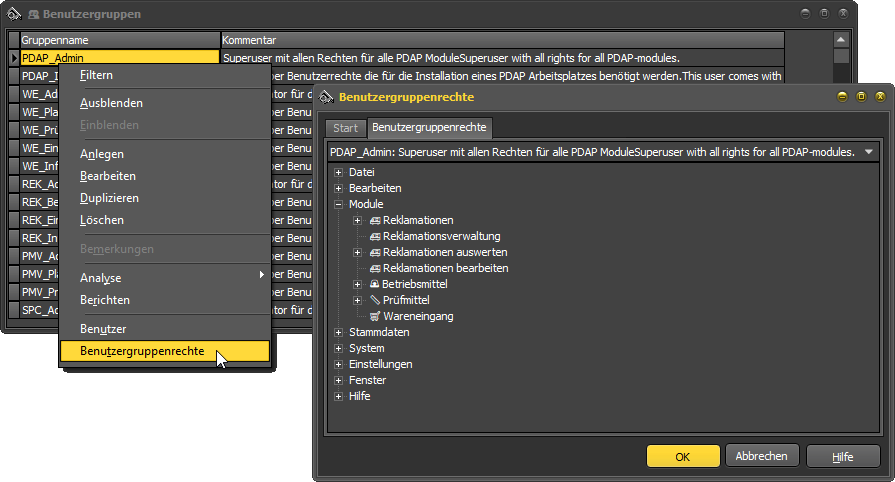 Benutzergruppen
Gruppenname Kommentar
PDAP_Admin Superuser mit allen Rechten für alle PDAP ModuleSuperuser with all rights for all PDAP-modules.
PDAP_I ber Benutzerrechte die für die Installation eines PDAP Arbeitsplatzes benötigt werden.This user comes with
WE_Ad ator für d
WE_Pla ber Benu
WE_Prü ber Benu
WE_Ein ber Benu
WE_Inf ber Benu
REK_Ad ator für d
REK_Be ber Benu
REK_Ein ber Benu
REK_In ber Benu
PMV_Ad ator für d
PMV_Pla ber Benu
PMV_Pr ber Benu
SPC_Ad ator für d
Filtern
Ausblenden
Einblenden
Anlegen
Bearbeiten
Duplizieren
Löschen
Bemerkungen
Analyse
Berichten
Benutzer
Benutzergruppenrechte
Benutzergruppenrechte
Start Benutzergruppenrechte
PDAP_Admin: Superuser mit allen Rechten für alle PDAP ModuleSuperuser with all rights for all PDAP-modules.
Datei
Bearbeiten
Module
Reklamationen
Reklamationsverwaltung
Reklamationen auswerten
Reklamationen bearbeiten
Betriebsmittel
Prüfmittel
Wareneingang
Stammdaten
System
Einstellungen
Fenster
Hilfe
OK Abbrechen Hilfe